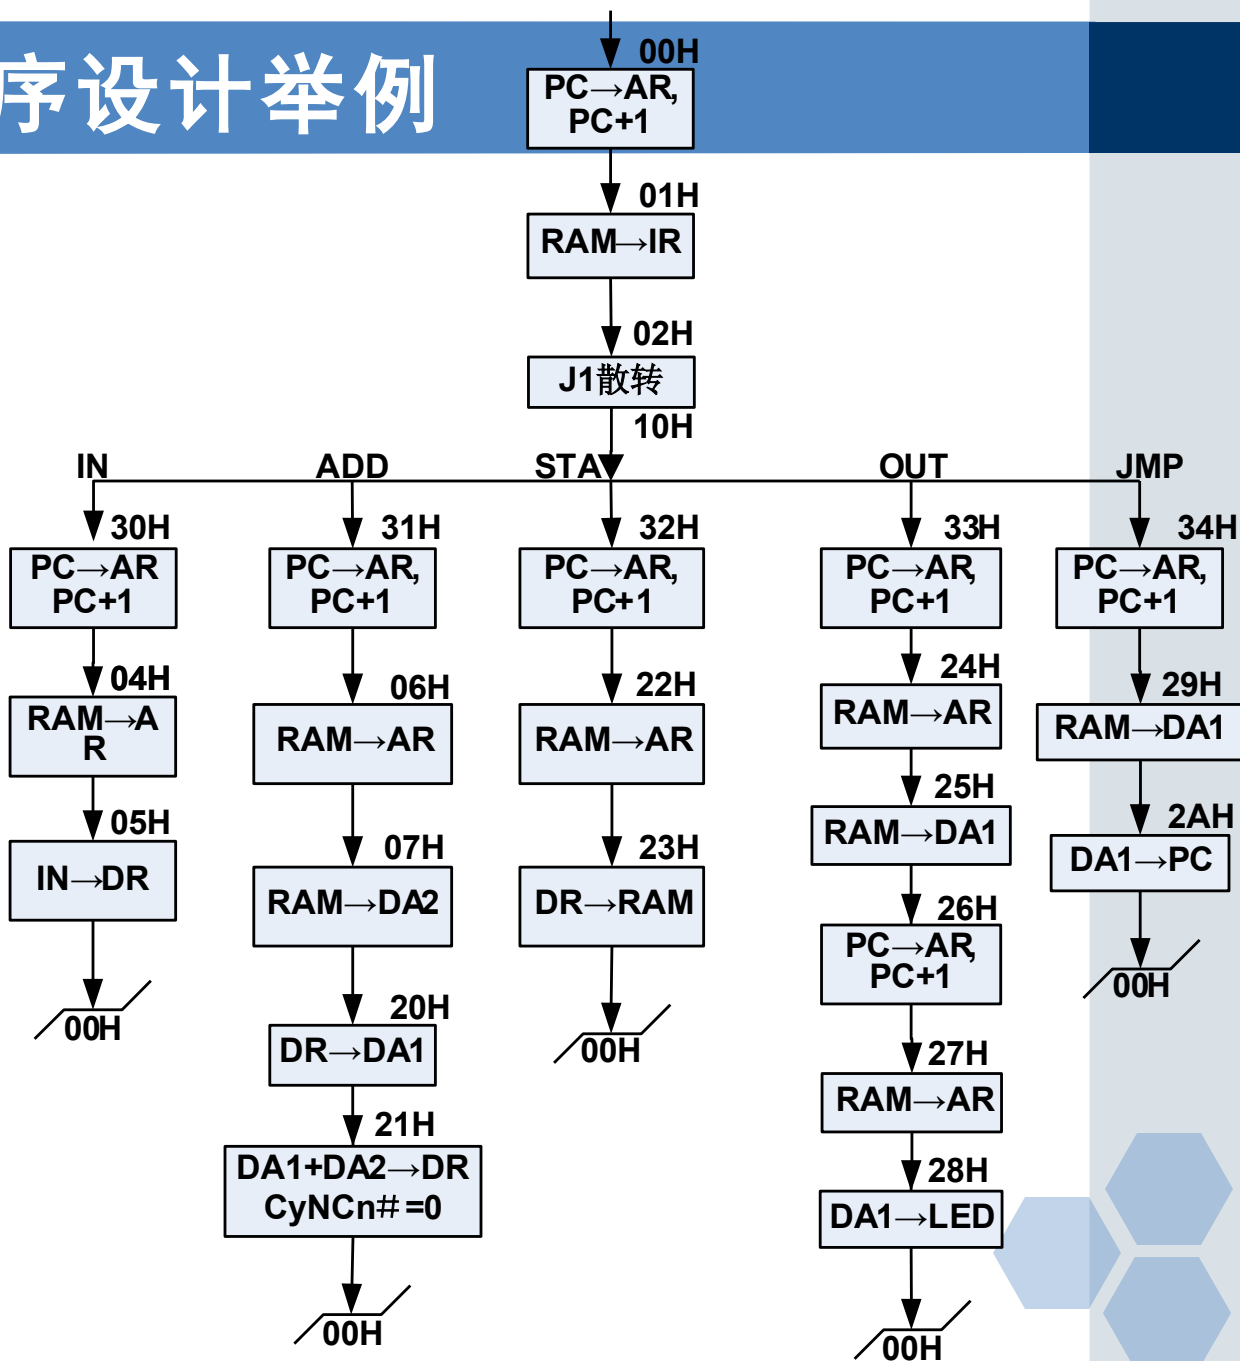 序设计举例
00H
PC→AR,
PC+1
01H
RAM→IR
02H
J1散转
10H
IN
ADD
STA
OUT
JMP
30H
PC→AR
PC+1
04H
RAM→A
R
05H
IN→DR
00H
31H
PC→AR,
PC+1
06H
RAM→AR
07H
RAM→DA2
20H
DR→DA1
21H
DA1+DA2→DR
CyNCn#=0
00H
32H
PC→AR,
PC+1
22H
RAM→AR
23H
DR→RAM
00H
33H
PC→AR,
PC+1
24H
RAM→AR
25H
RAM→DA1
26H
PC→AR,
PC+1
27H
RAM→AR
28H
DA1→LED
00H
34H
PC→AR,
PC+1
29H
RAM→DA1
2AH
DA1→PC
00H